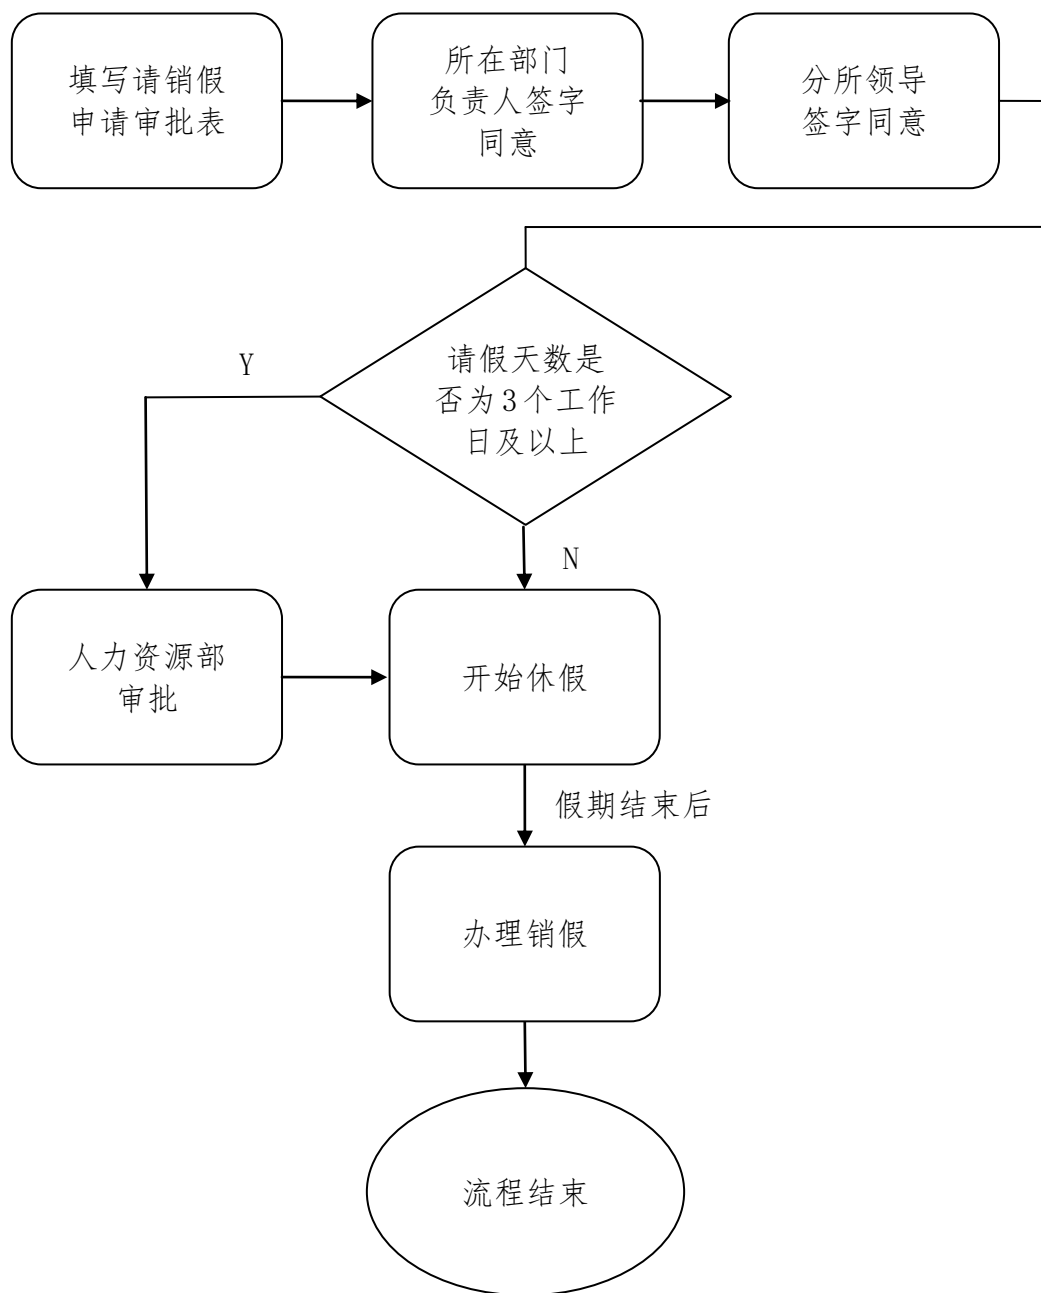 填写请销假
申请审批表
所在部门
负责人签字
同意
分所领导
签字同意
请假天数是
否为3个工作
日及以上
Y
N
人力资源部
审批
开始休假
假期结束后
办理销假
流程结束